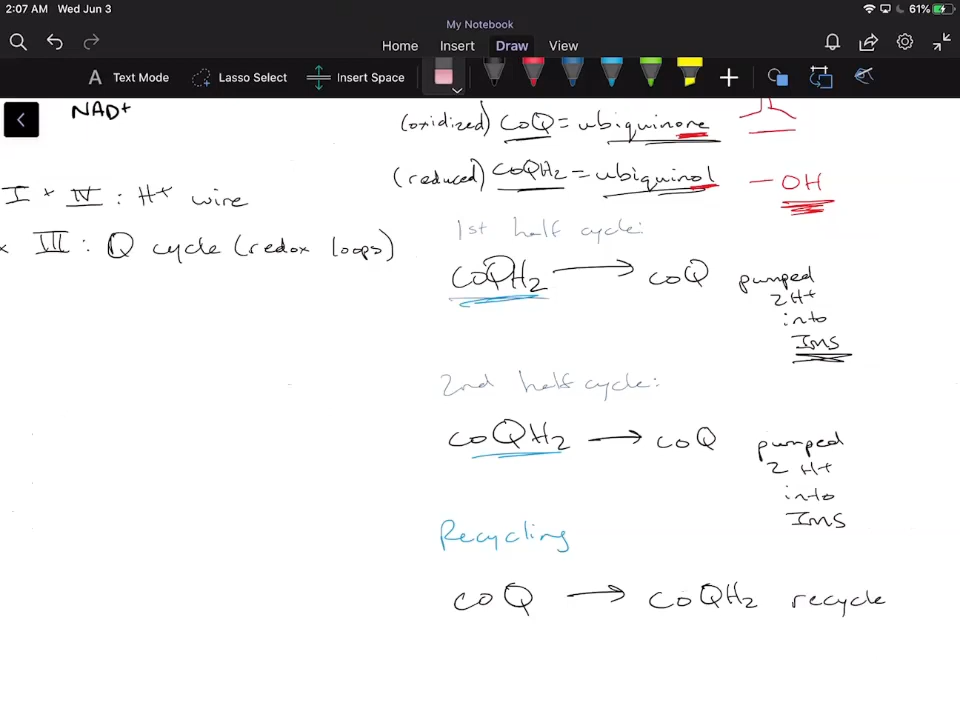 2:07 AM Wed Jun 3
61%
My Notebook
Home Insert Draw View
Text Mode Lasso Select Insert Space
NAD+
(oxidized) CoQ = ubiquinone
(reduced) CoQH2 = ubiquinol — OH
I + IV : H+ wire
III : Q cycle (redox loops)
1st half cycle:
CoQH2 → CoQ pumped
2H+
into
IMS
2nd half cycle:
CoQH2 → CoQ pumped
2 H+
into
IMS
Recycling
CoQ → CoQH2 recycle